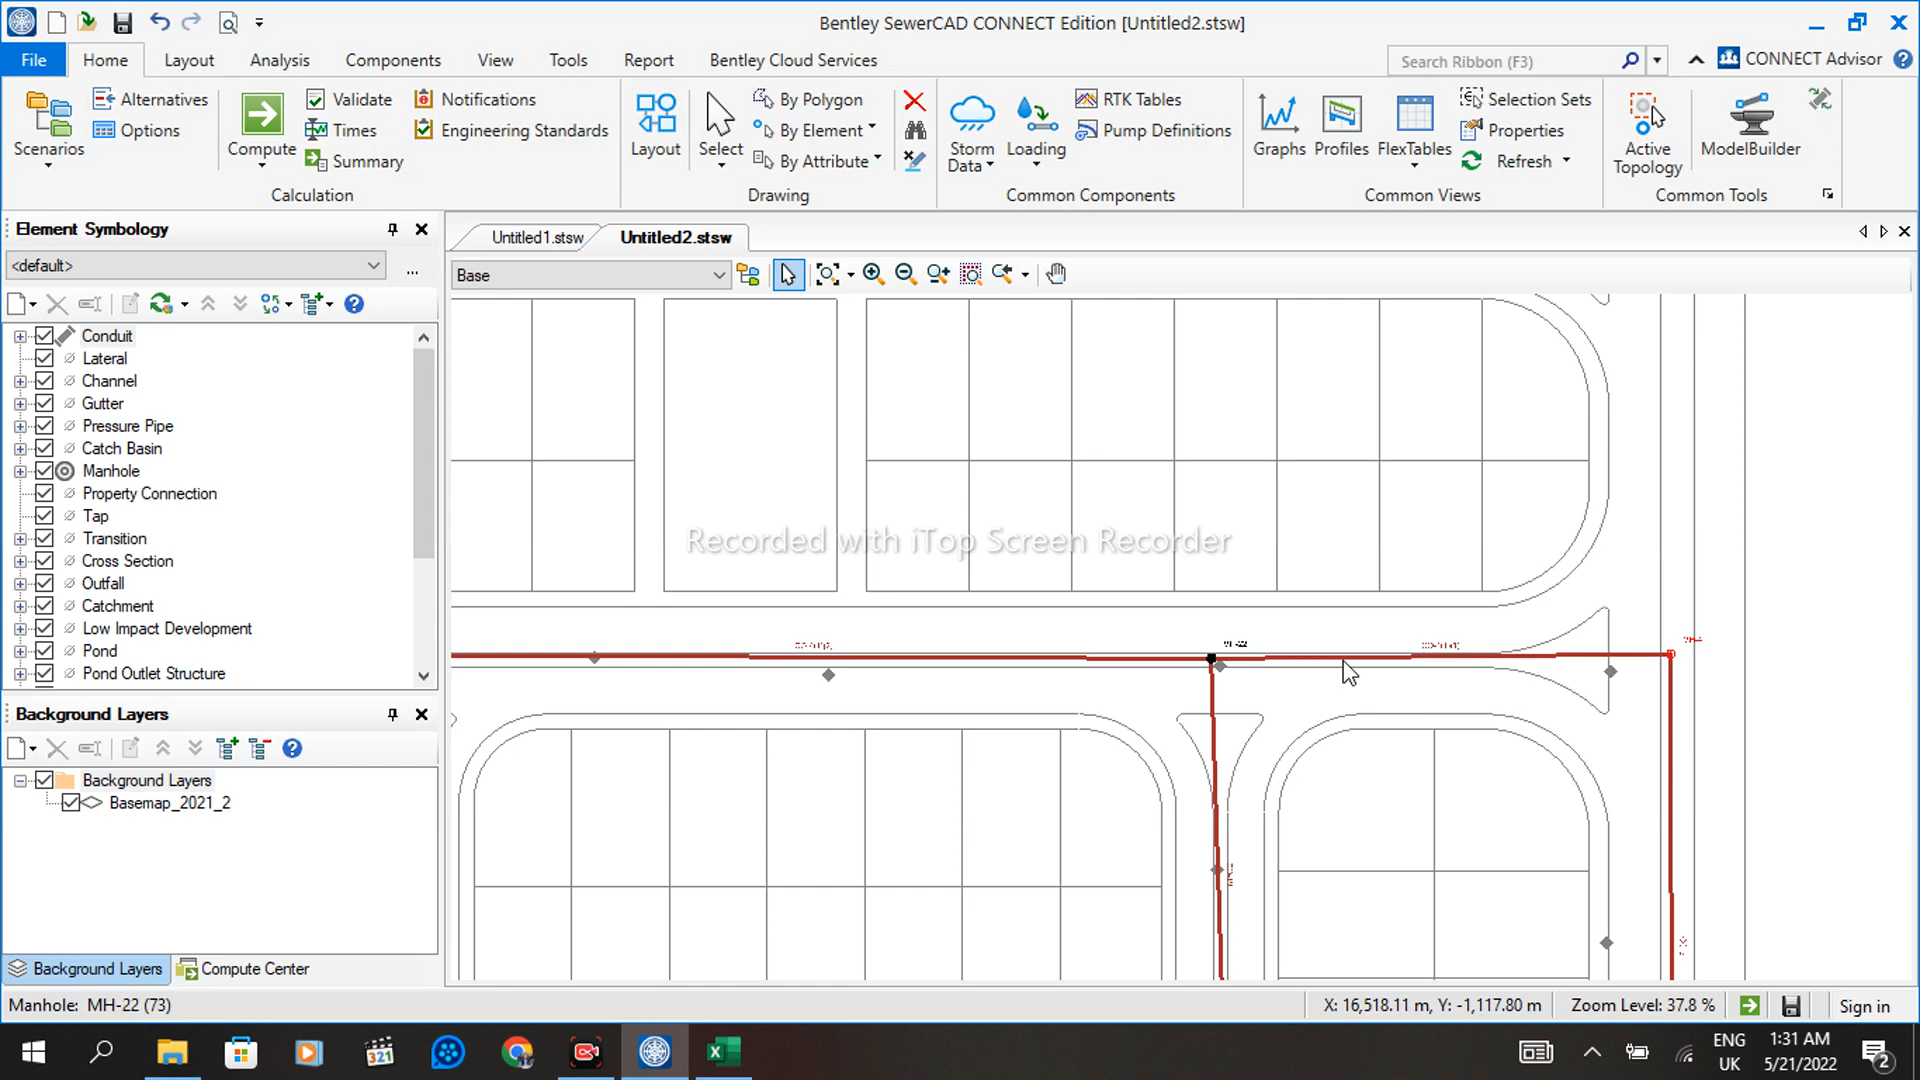 Bentley SewerCAD CONNECT Edition [Untitled2.stsw]
File Home Layout Analysis Components View Tools Report Bentley Cloud Services Search Ribbon (F3) CONNECT Advisor
Alternatives Validate Notifications By Polygon RTK Tables Selection Sets
Options Times Engineering Standards By Element Pump Definitions Properties
Scenarios Compute Summary Layout Select By Attribute Storm Data Loading Graphs Profiles FlexTables Refresh Active Topology ModelBuilder
Calculation Drawing Common Components Common Views Common Tools
Element Symbology
Untitled1.stsw Untitled2.stsw
<default> ...
Base
Conduit
Lateral
Channel
Gutter
Pressure Pipe
Catch Basin
Manhole
Property Connection
Tap
Transition
Cross Section
Outfall
Catchment
Low Impact Development
Pond
Pond Outlet Structure
Recorded with iTop Screen Recorder
Background Layers
Background Layers
Basemap_2021_2
Background Layers Compute Center
Manhole: MH-22 (73) X: 16,518.11 m, Y: -1,117.80 m Zoom Level: 37.8 % Sign in
321
ENG 1:31 AM
UK 5/21/2022 2